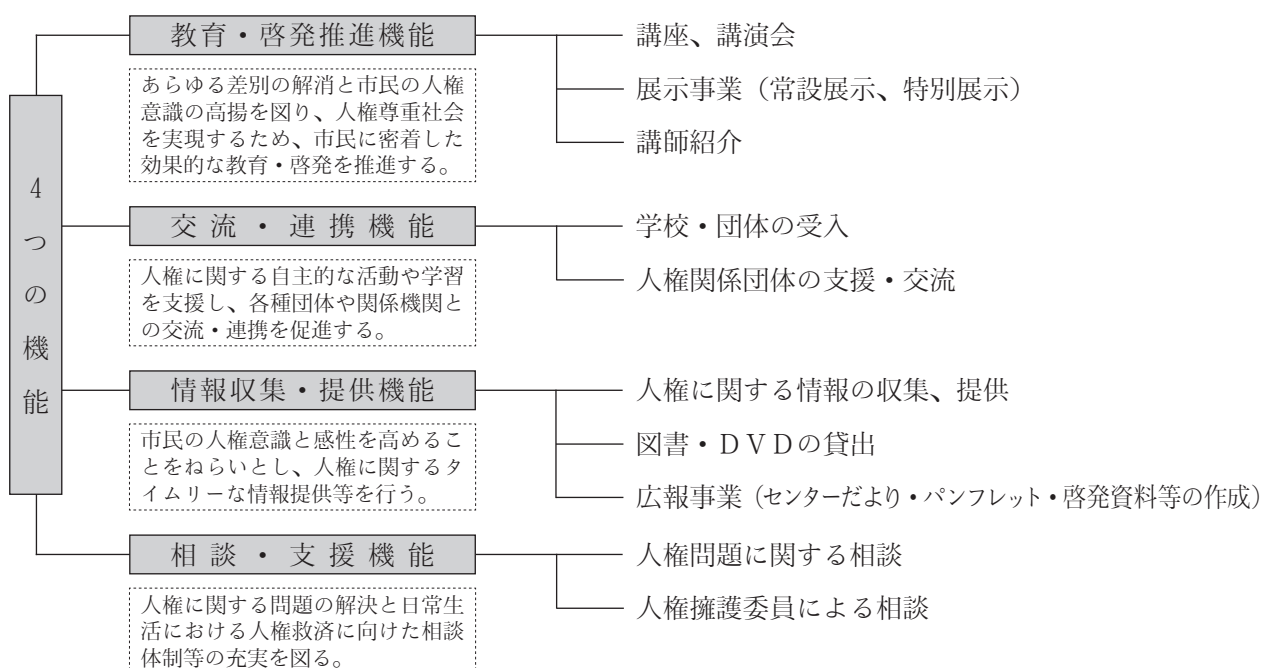 4つの機能
教育・啓発推進機能
あらゆる差別の解消と市民の人権
意識の高揚を図り、人権尊重社会
を実現するため、市民に密着した
効果的な教育・啓発を推進する。
講座、講演会
展示事業（常設展示、特別展示）
講師紹介
交流・連携機能
人権に関する自主的な活動や学習
を支援し、各種団体や関係機関と
の交流・連携を促進する。
学校・団体の受入
人権関係団体の支援・交流
情報収集・提供機能
市民の人権意識と感性を高めるこ
とをねらいとし、人権に関するタ
イムリーな情報提供等を行う。
人権に関する情報の収集、提供
図書・ＤＶＤの貸出
広報事業（センターだより・パンフレット・啓発資料等の作成）
相談・支援機能
人権に関する問題の解決と日常生
活における人権救済に向けた相談
体制等の充実を図る。
人権問題に関する相談
人権擁護委員による相談